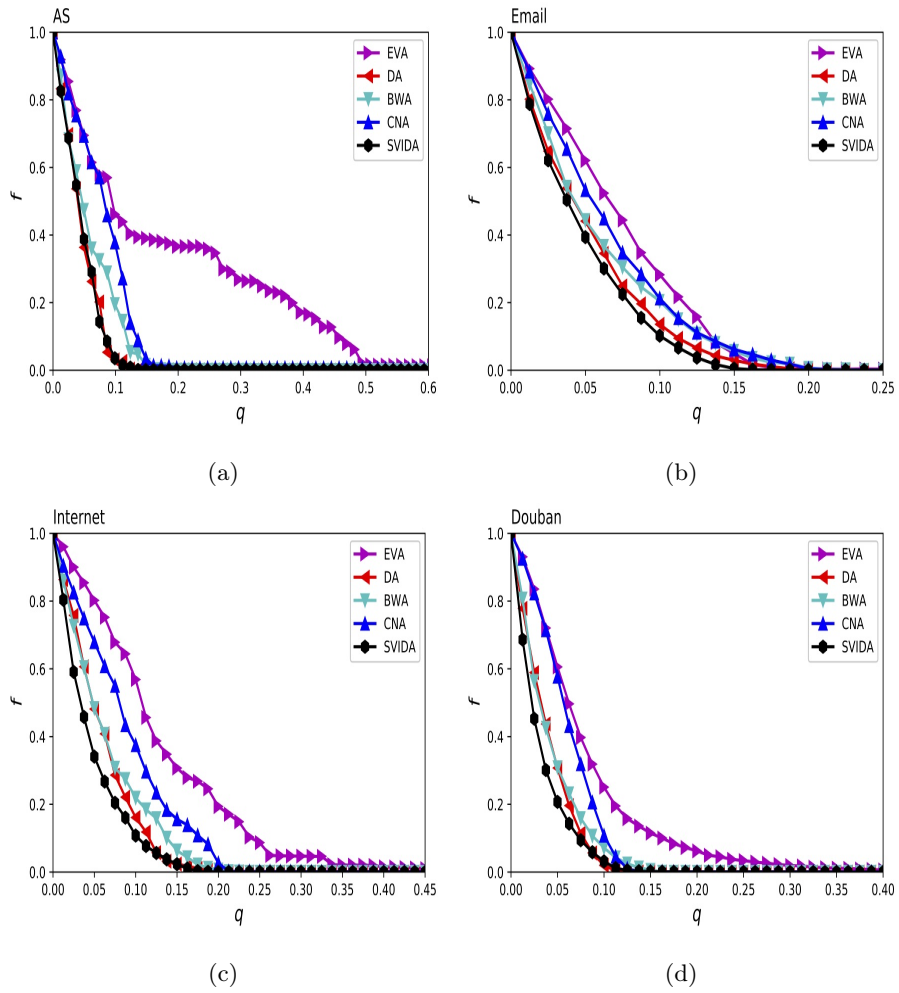 AS
1.0
0.8
0.6
0.4
0.2
0.0
f
0.0 0.1 0.2 0.3 0.4 0.5 0.6
q
EVA
DA
BWA
CNA
SVIDA
(a)
Email
1.0
0.8
0.6
0.4
0.2
0.0
f
0.00 0.05 0.10 0.15 0.20 0.25
q
EVA
DA
BWA
CNA
SVIDA
(b)
Internet
1.0
0.8
0.6
0.4
0.2
0.0
f
0.00 0.05 0.10 0.15 0.20 0.25 0.30 0.35 0.40 0.45
q
EVA
DA
BWA
CNA
SVIDA
(c)
Douban
1.0
0.8
0.6
0.4
0.2
0.0
f
0.00 0.05 0.10 0.15 0.20 0.25 0.30 0.35 0.40
q
EVA
DA
BWA
CNA
SVIDA
(d)